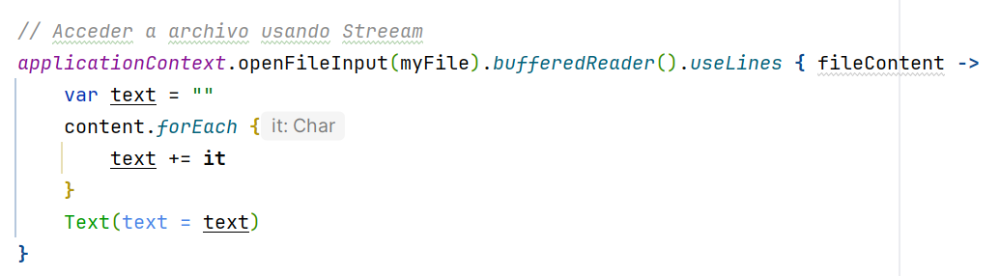 // Acceder a archivo usando Streeam
applicationContext.openFileInput(myFile).bufferedReader().useLines { fileContent ->
    var text = ""
    content.forEach { it: Char
        text += it
    }
    Text(text = text)
}